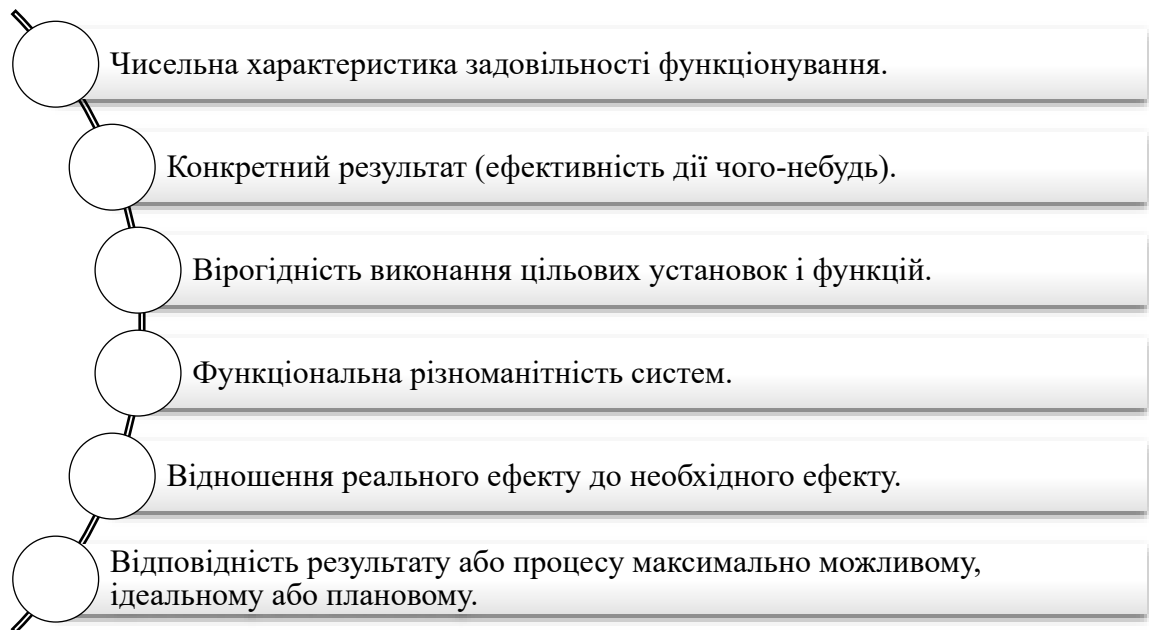 Чисельна характеристика задовільності функціонування.
Конкретний результат (ефективність дії чого-небудь).
Вірогідність виконання цільових установок і функцій.
Функціональна різноманітність систем.
Відношення реального ефекту до необхідного ефекту.
Відповідність результату або процесу максимально можливому,
ідеальному або плановому.